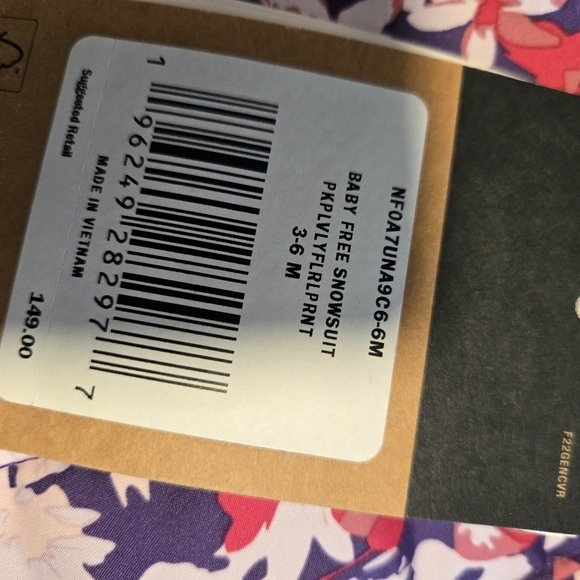 NF0A7UNA9C6-6M
BABY FREE SNOWSUIT
PKPLVLYFLRLPRNT
3-6 M
1 96249 28297 7
MADE IN VIETNAM
Suggested Retail
149.00
F22GENCVR